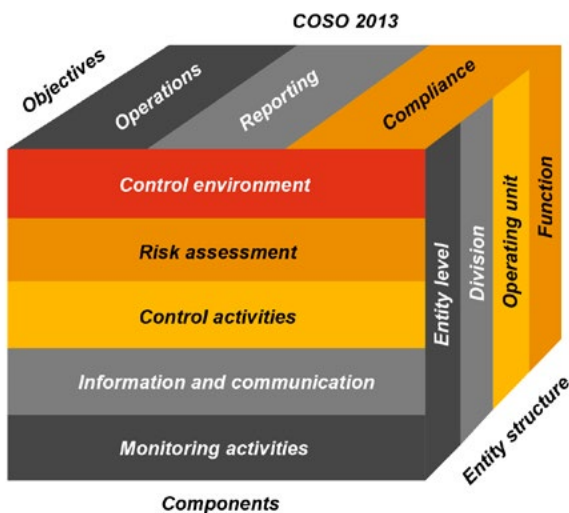 COSO 2013
Objectives
Operations
Reporting
Compliance
Control environment
Risk assessment
Control activities
Information and communication
Monitoring activities
Entity level
Division
Operating unit
Function
Entity structure
Components